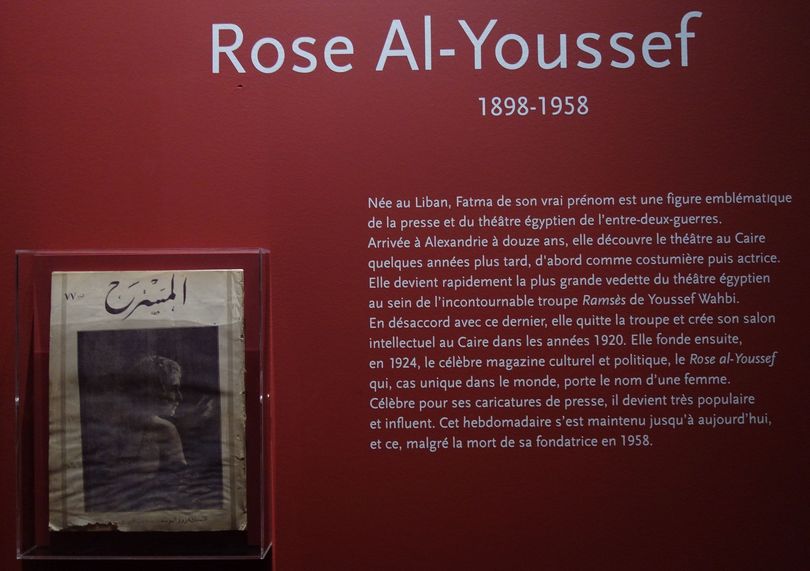 Rose Al-Youssef
1898-1958
Née au Liban, Fatma de son vrai prénom est une figure emblématique
de la presse et du théâtre égyptien de l'entre-deux-guerres.
Arrivée à Alexandrie à douze ans, elle découvre le théâtre au Caire
quelques années plus tard, d'abord comme costumière puis actrice.
Elle devient rapidement la plus grande vedette du théâtre égyptien
au sein de l'incontournable troupe Ramsès de Youssef Wahbi.
En désaccord avec ce dernier, elle quitte la troupe et crée son salon
intellectuel au Caire dans les années 1920. Elle fonde ensuite,
en 1924, le célèbre magazine culturel et politique, le Rose al-Youssef
qui, cas unique dans le monde, porte le nom d'une femme.
Célèbre pour ses caricatures de presse, il devient très populaire
et influent. Cet hebdomadaire s'est maintenu jusqu'à aujourd'hui,
et ce, malgré la mort de sa fondatrice en 1958.
المسرح